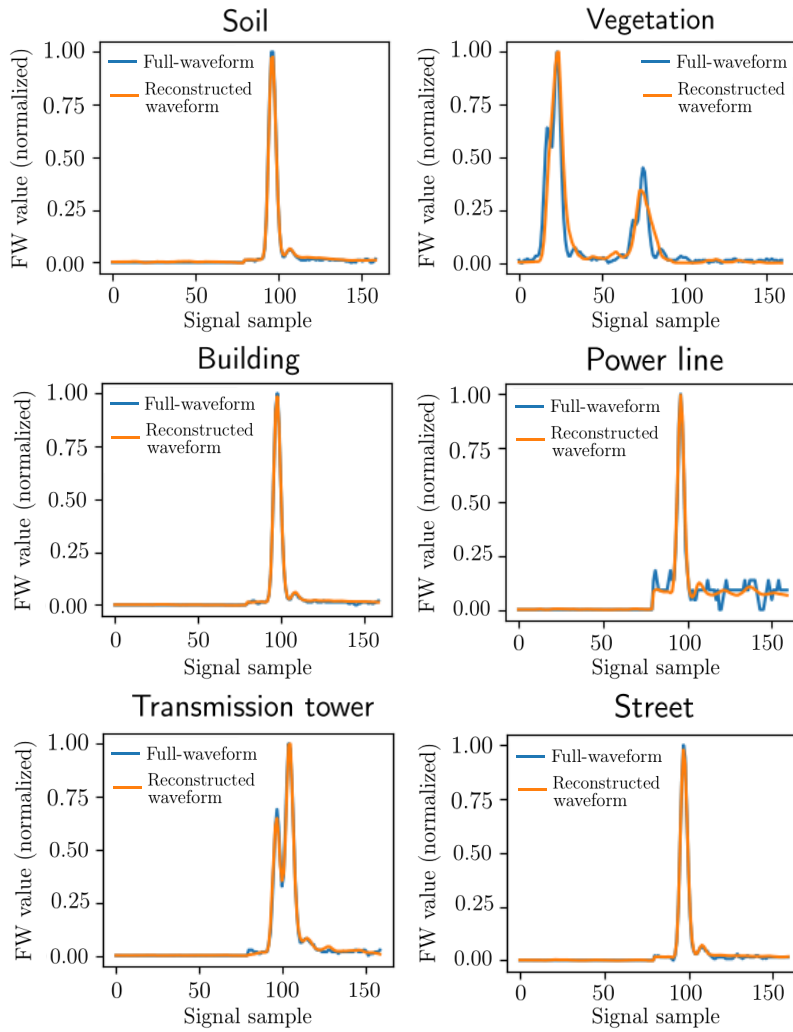 Soil
1.00
0.75
0.50
0.25
0.00
FW value (normalized)
Full-waveform
Reconstructed
waveform
0
50
100
150
Signal sample
Vegetation
1.00
0.75
0.50
0.25
0.00
FW value (normalized)
Full-waveform
Reconstructed
waveform
0
50
100
150
Signal sample
Building
1.00
0.75
0.50
0.25
0.00
FW value (normalized)
Full-waveform
Reconstructed
waveform
0
50
100
150
Signal sample
Power line
1.00
0.75
0.50
0.25
0.00
FW value (normalized)
Full-waveform
Reconstructed
waveform
0
50
100
150
Signal sample
Transmission tower
1.00
0.75
0.50
0.25
0.00
FW value (normalized)
Full-waveform
Reconstructed
waveform
0
50
100
150
Signal sample
Street
1.00
0.75
0.50
0.25
0.00
FW value (normalized)
Full-waveform
Reconstructed
waveform
0
50
100
150
Signal sample